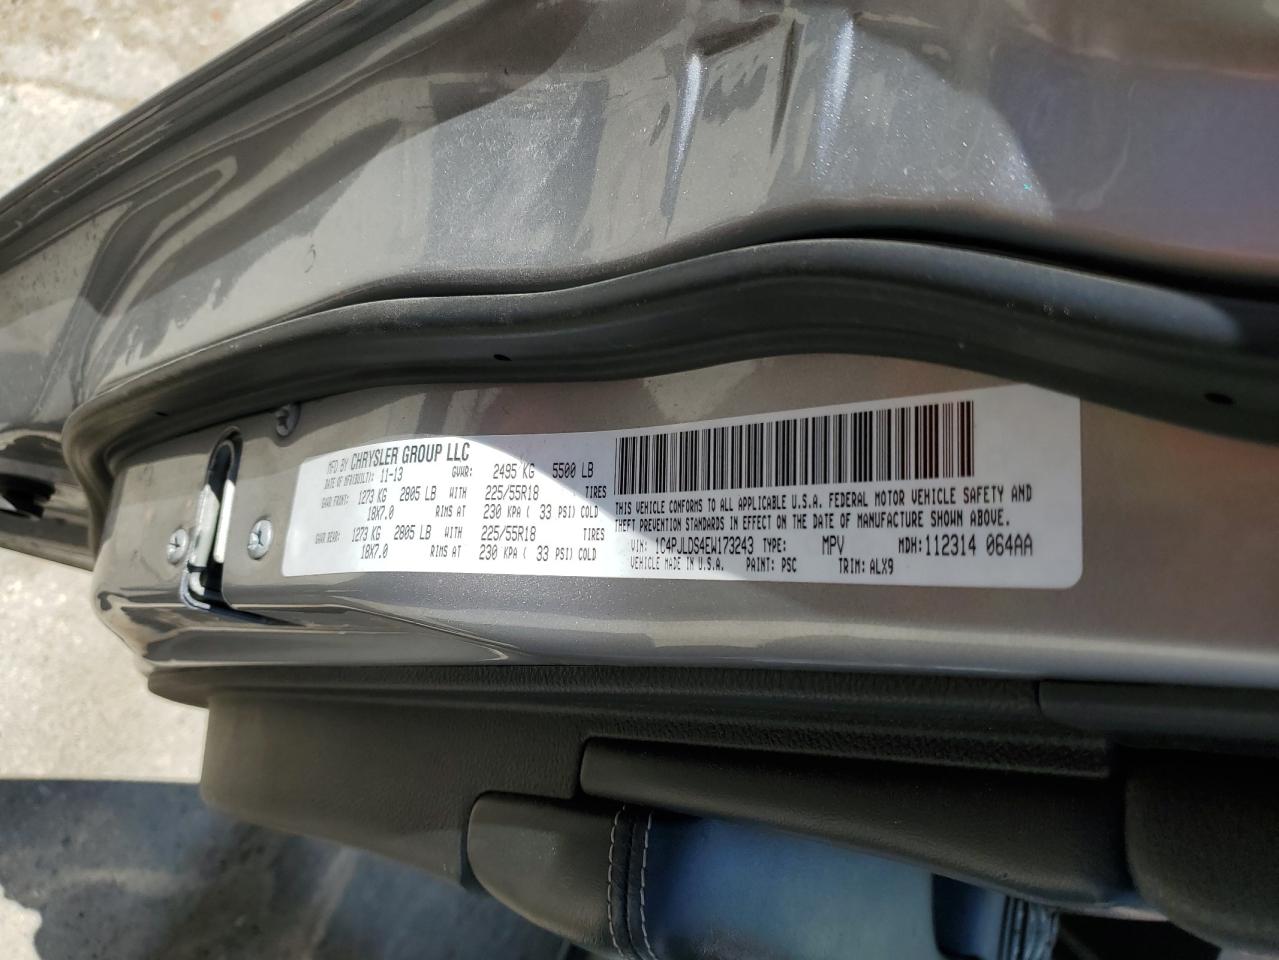 MFD BY CHRYSLER GROUP LLC
DATE OF MFR(BUILT): 11-13 GVWR: 2495 KG 5500 LB
GAWR FRONT: 1273 KG 2805 LB WITH 225/55R18 TIRES
18X7.0 RIMS AT 230 KPA ( 33 PSI) COLD
GAWR REAR: 1273 KG 2805 LB WITH 225/55R18 TIRES
18X7.0 RIMS AT 230 KPA ( 33 PSI) COLD
THIS VEHICLE CONFORMS TO ALL APPLICABLE U.S.A. FEDERAL MOTOR VEHICLE SAFETY AND
THEFT PREVENTION STANDARDS IN EFFECT ON THE DATE OF MANUFACTURE SHOWN ABOVE.
VIN: 1C4PJLDS4EW173243 TYPE: MPV MDH: 112314 064AA
VEHICLE MADE IN U.S.A. PAINT: PSC TRIM: ALX9